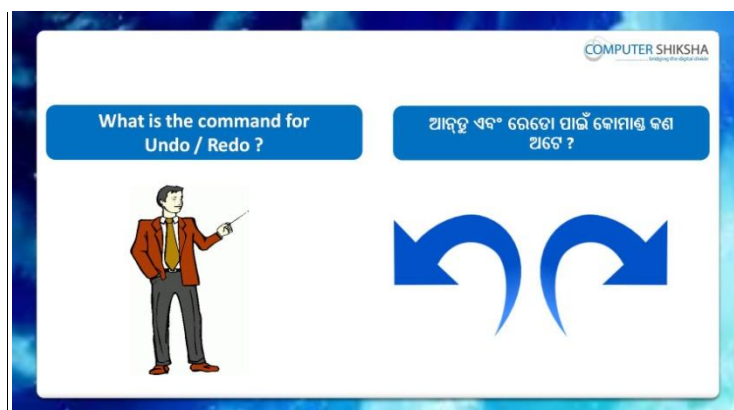 COMPUTER SHIKSHA
bridging the digital divide
What is the command for
Undo / Redo ?
ଆନ୍‌ଡୁ ଏବଂ ରେଡୋ ପାଇଁ କୋମାଣ୍ଡ କଣ
ଅଟେ ?